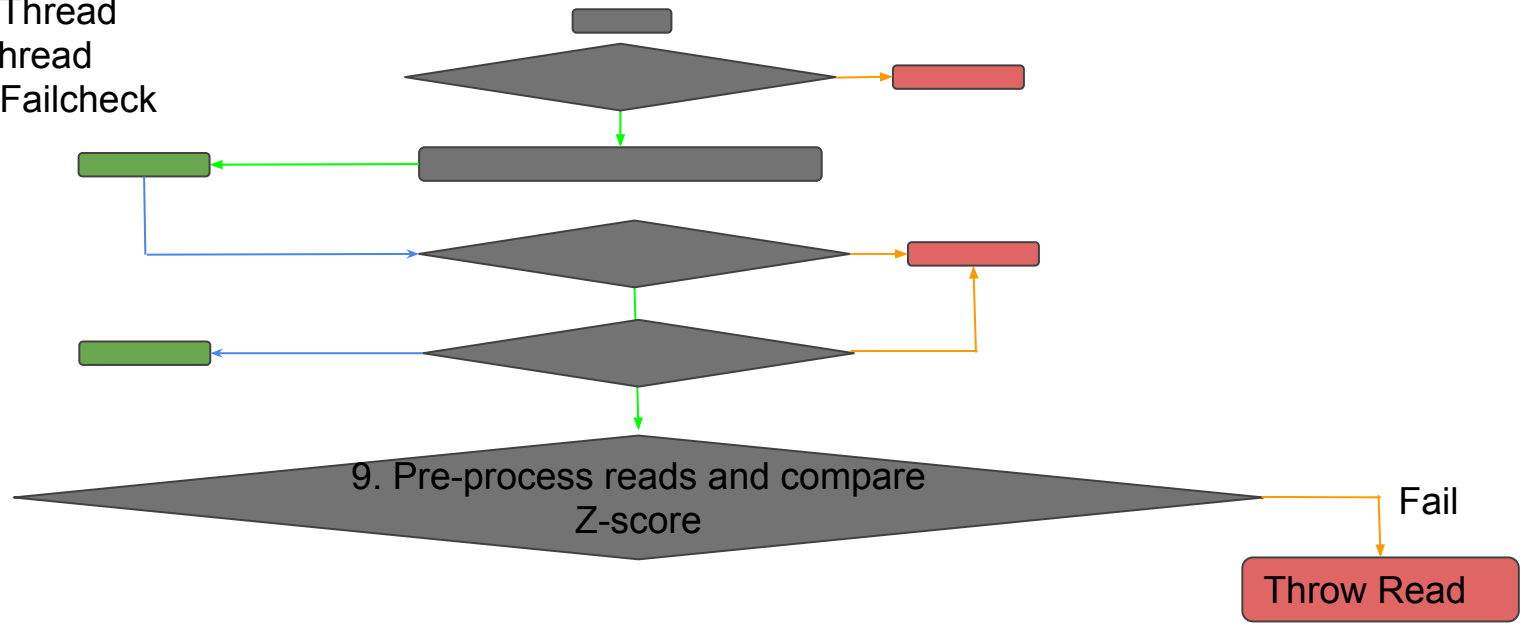 Thread
hread
Failcheck
9. Pre-process reads and compare
Z-score
Fail
Throw Read